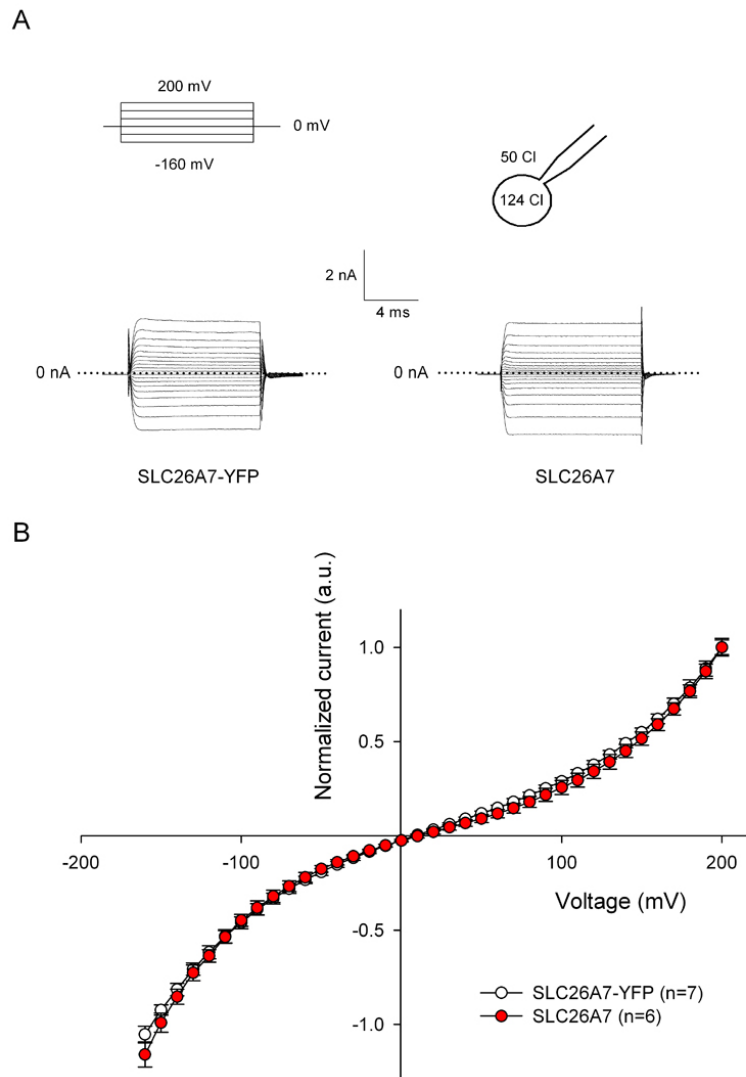 A
200 mV
0 mV
-160 mV
50 Cl
124 Cl
2 nA
4 ms
0 nA
0 nA
SLC26A7-YFP
SLC26A7
B
Normalized current (a.u.)
1.0
0.5
-200
-100
100
200
Voltage (mV)
-0.5
SLC26A7-YFP (n=7)
SLC26A7 (n=6)
-1.0